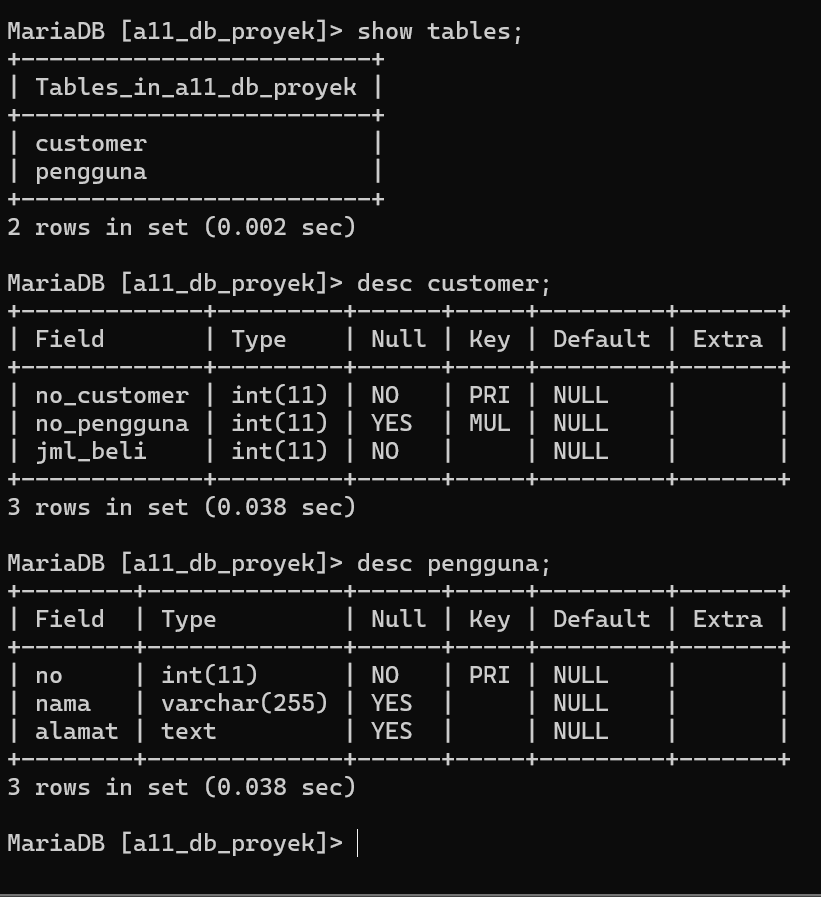 MariaDB [a11_db_proyek]> show tables;
+-------------------------+
| Tables_in_a11_db_proyek |
+-------------------------+
| customer                |
| pengguna                |
+-------------------------+
2 rows in set (0.002 sec)
MariaDB [a11_db_proyek]> desc customer;
+-------------+---------+------+-----+---------+-------+
| Field       | Type    | Null | Key | Default | Extra |
+-------------+---------+------+-----+---------+-------+
| no_customer | int(11) | NO   | PRI | NULL    |       |
| no_pengguna | int(11) | YES  | MUL | NULL    |       |
| jml_beli    | int(11) | NO   |     | NULL    |       |
+-------------+---------+------+-----+---------+-------+
3 rows in set (0.038 sec)
MariaDB [a11_db_proyek]> desc pengguna;
+--------+--------------+------+-----+---------+-------+
| Field  | Type         | Null | Key | Default | Extra |
+--------+--------------+------+-----+---------+-------+
| no     | int(11)      | NO   | PRI | NULL    |       |
| nama   | varchar(255) | YES  |     | NULL    |       |
| alamat | text         | YES  |     | NULL    |       |
+--------+--------------+------+-----+---------+-------+
3 rows in set (0.038 sec)
MariaDB [a11_db_proyek]>